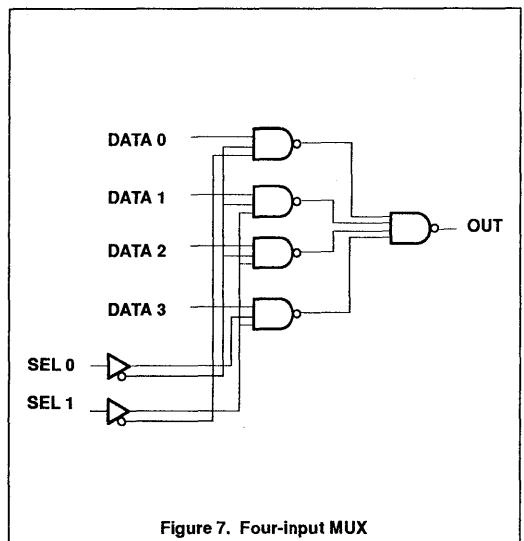 DATA 0
DATA 1
DATA 2
DATA 3
OUT
SEL 0
SEL 1
Figure 7. Four-input MUX